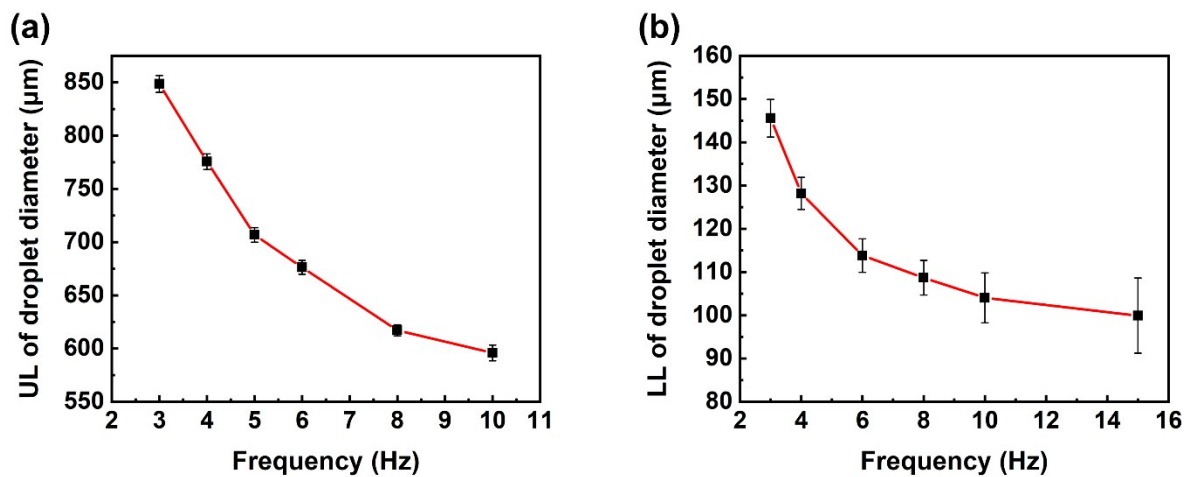 (a)
UL of droplet diameter (μm)
850
800
750
700
650
600
550
2 3 4 5 6 7 8 9 10 11
Frequency (Hz)
(b)
LL of droplet diameter (μm)
160
150
140
130
120
110
100
90
80
2 4 6 8 10 12 14 16
Frequency (Hz)